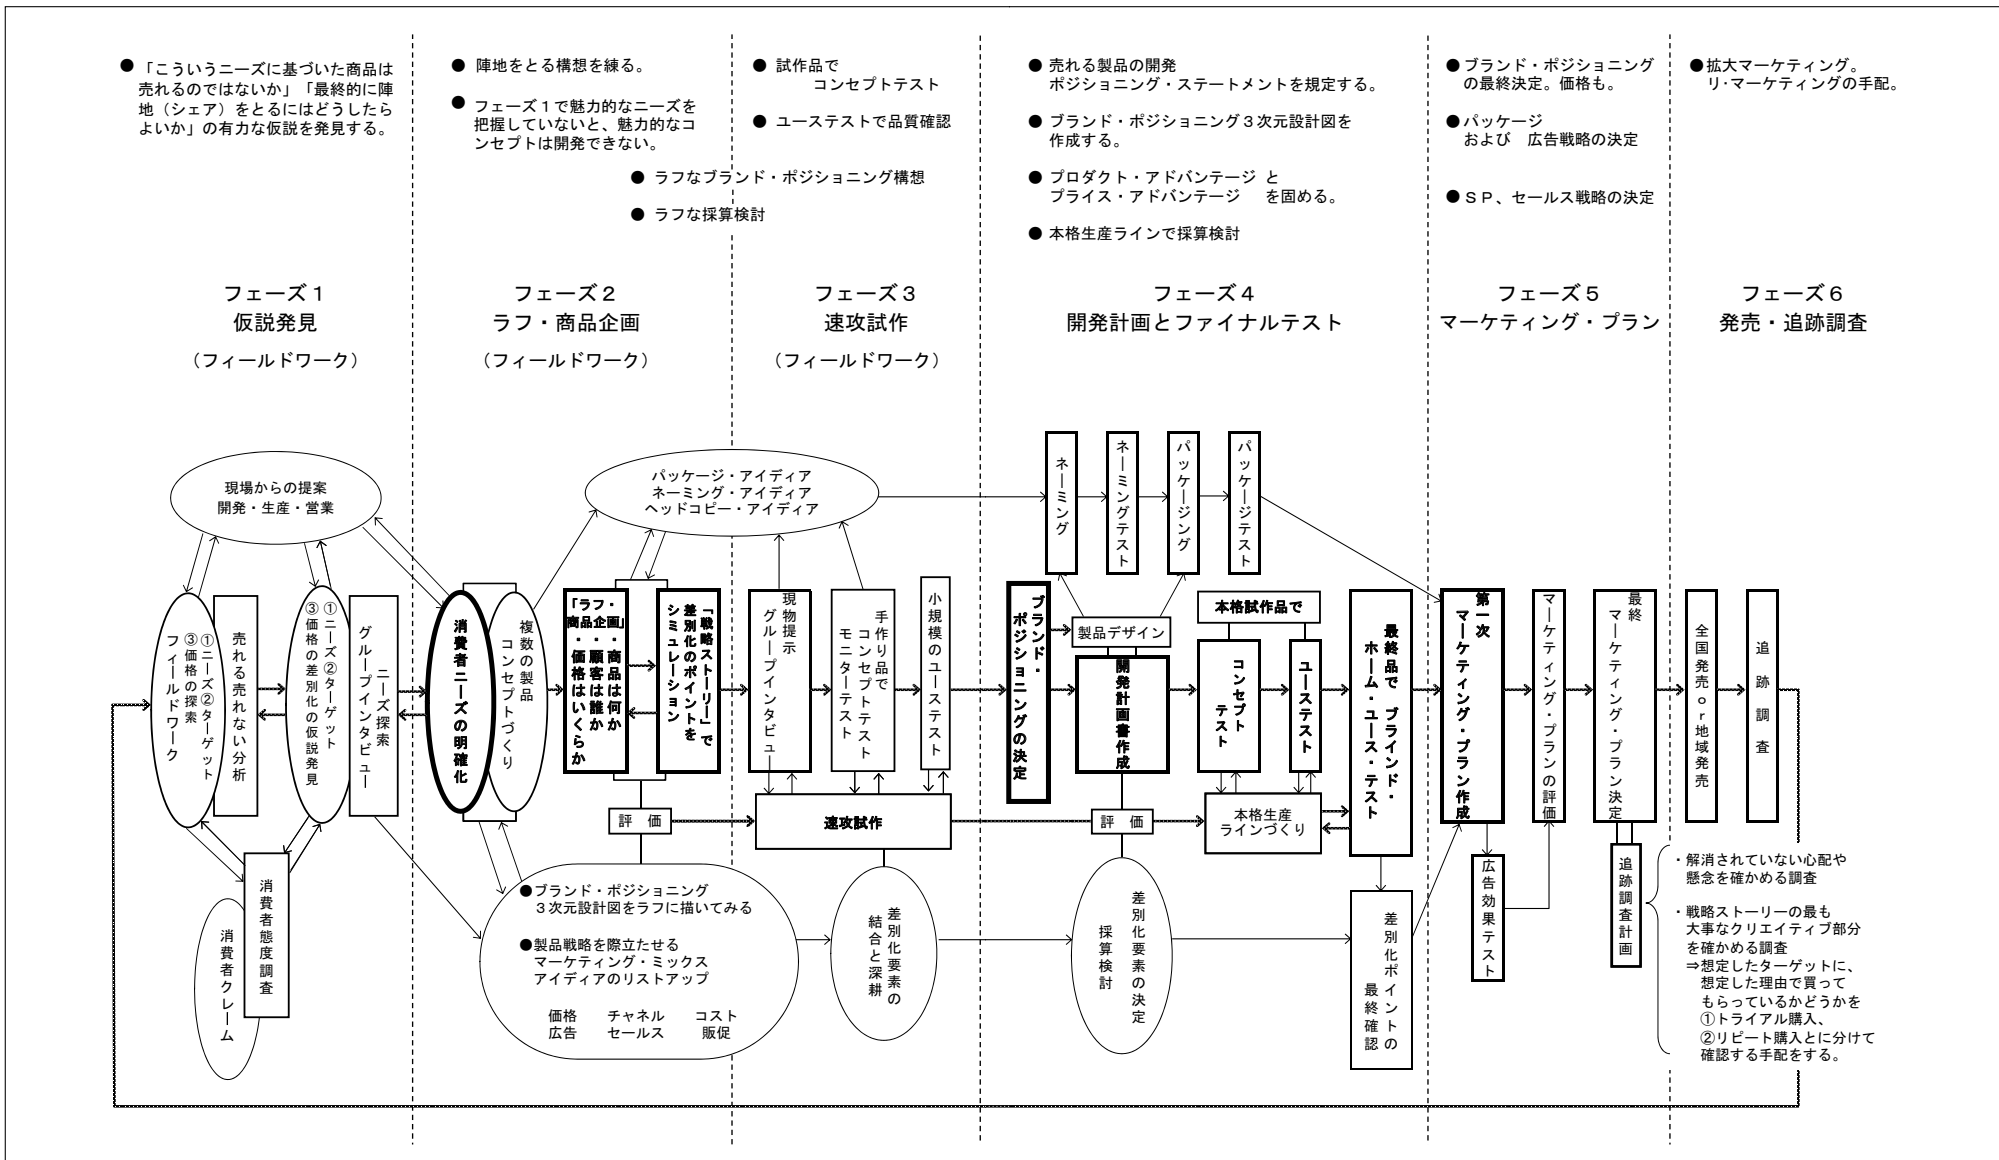 ● 「こういうニーズに基づいた商品は
売れるのではないか」「最終的に陣
地（シェア）をとるにはどうしたら
よいか」の有力な仮説を発見する。
● 陣地をとる構想を練る。
● フェーズ１で魅力的なニーズを
把握していないと、魅力的なコ
ンセプトは開発できない。
● 試作品で
コンセプトテスト
● ユーステストで品質確認
● ラフなブランド・ポジショニング構想
● ラフな採算検討
● 売れる製品の開発
ポジショニング・ステートメントを規定する。
● ブランド・ポジショニング３次元設計図を
作成する。
● プロダクト・アドバンテージ と
プライス・アドバンテージ を固める。
● 本格生産ラインで採算検討
● ブランド・ポジショニング
の最終決定。価格も。
● パッケージ
および 広告戦略の決定
● ＳＰ、セールス戦略の決定
● 拡大マーケティング。
リ・マーケティングの手配。
フェーズ１
仮説発見
（フィールドワーク）
フェーズ２
ラフ・商品企画
（フィールドワーク）
フェーズ３
速攻試作
（フィールドワーク）
フェーズ４
開発計画とファイナルテスト
フェーズ５
マーケティング・プラン
フェーズ６
発売・追跡調査
現場からの提案
開発・生産・営業
①ニーズ②ターゲット
③価格の探索
フィールドワーク
売れる売れない分析
①ニーズ②ターゲット
③価格の差別化の仮説発見
ニーズ探索
グループインタビュー
消費者態度調査
消費者クレーム
消費者ニーズの明確化
複数の製品
コンセプトづくり
パッケージ・アイディア
ネーミング・アイディア
ヘッドコピー・アイディア
「ラフ・
商品企画」
・商品は何か
・顧客は誰か
・価格はいくらか
「戦略ストーリー」で
差別化のポイントを
シミュレーション
評 価
●ブランド・ポジショニング
３次元設計図をラフに描いてみる
●製品戦略を際立たせる
マーケティング・ミックス
アイディアのリストアップ
価格 チャネル コスト
広告 セールス 販促
現物提示
グループインタビュー
手作り品で
コンセプトテスト
モニターテスト
小規模のユーステスト
速攻試作
差別化要素の
結合と深耕
ネーミング
ネーミングテスト
パッケージング
パッケージテスト
ブランド・
ポジショニングの決定
製品デザイン
開発計画書作成
評 価
差別化要素の決定
採算検討
本格試作品で
コンセプト
テスト
ユーステスト
本格生産
ラインづくり
最終品で ブラインド・
ホーム・ユース・テスト
差別化ポイントの
最終確認
第一次
マーケティング・プラン作成
広告効果テスト
マーケティング・プランの評価
最終
マーケティング・プラン決定
追跡調査計画
全国発売ｏｒ地域発売
追跡調査
・解消されていない心配や
懸念を確かめる調査
・戦略ストーリーの最も
大事なクリエイティブ部分
を確かめる調査
⇒想定したターゲットに、
想定した理由で買って
もらっているかどうかを
①トライアル購入、
②リピート購入とに分けて
確認する手配をする。